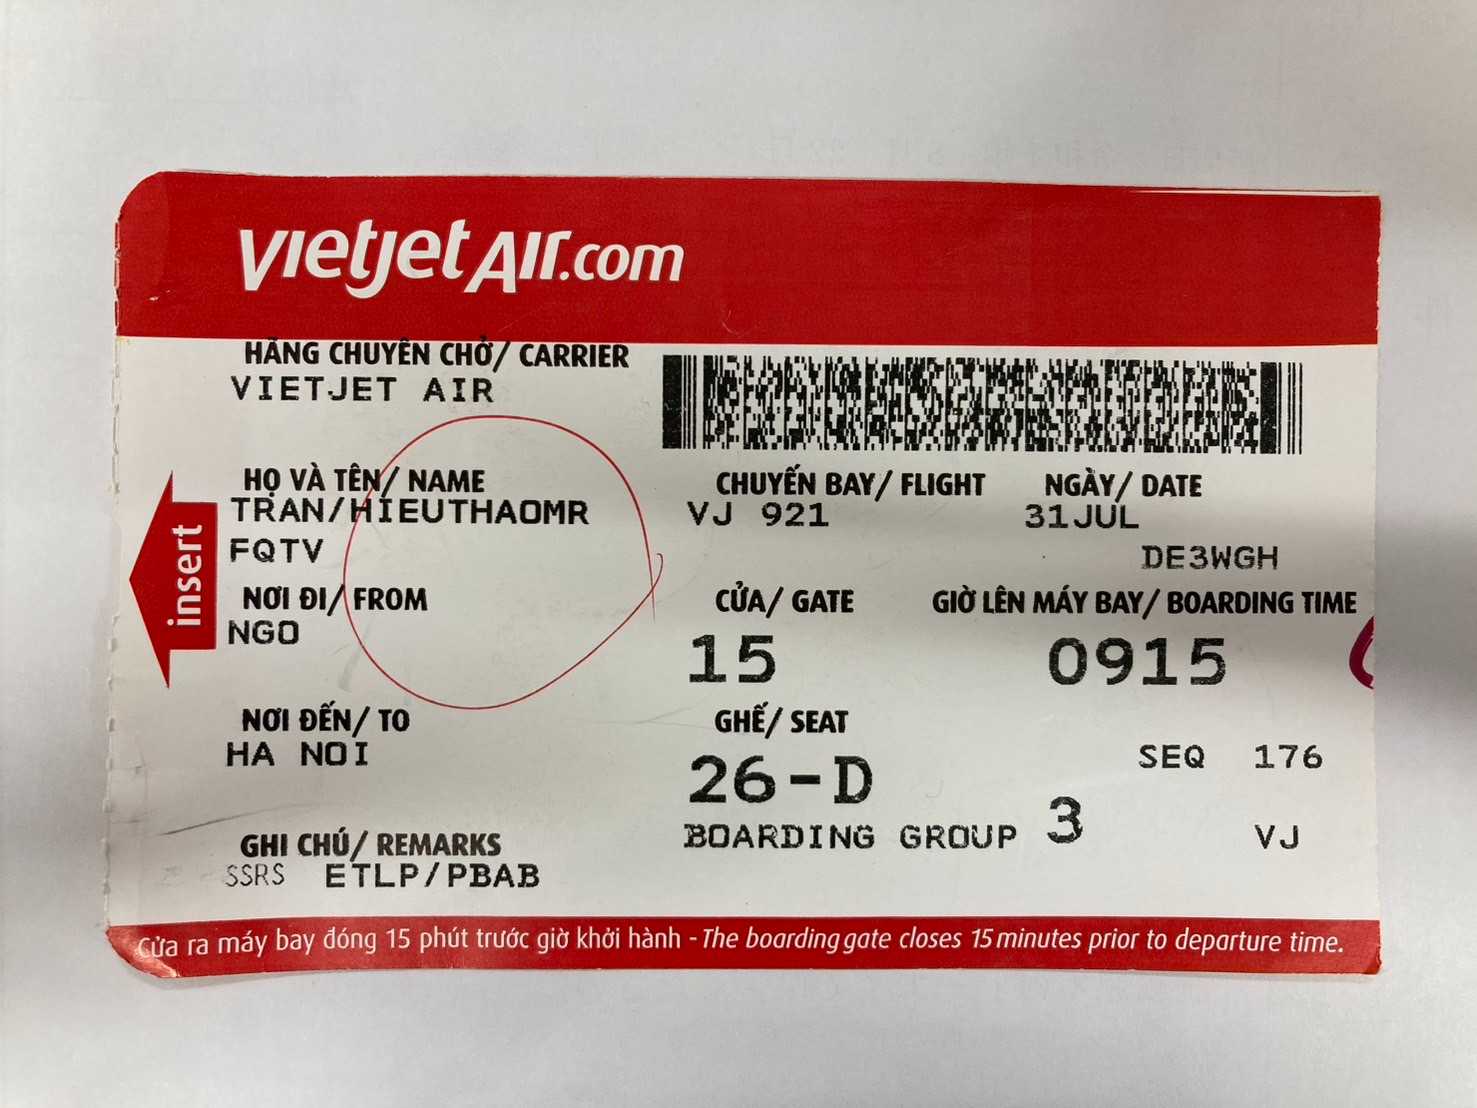 vietjet Air.com
HÃNG CHUYÊN CHỞ/ CARRIER
VIETJET AIR
HỌ VÀ TÊN/ NAME
TRAN/HIEUTHAOMR
CHUYẾN BAY/ FLIGHT
VJ 921
NGÀY/ DATE
31JUL
FQTV
DE3WGH
insert
NƠI ĐI/ FROM
NGO
CỬA/ GATE
15
GIỜ LÊN MÁY BAY/ BOARDING TIME
0915
NƠI ĐẾN/ TO
HA NOI
GHẾ/ SEAT
26-D
SEQ 176
BOARDING GROUP 3
VJ
GHI CHÚ/ REMARKS
SSRS ETLP/PBAB
Cửa ra máy bay đóng 15 phút trước giờ khởi hành - The boarding gate closes 15 minutes prior to departure time.